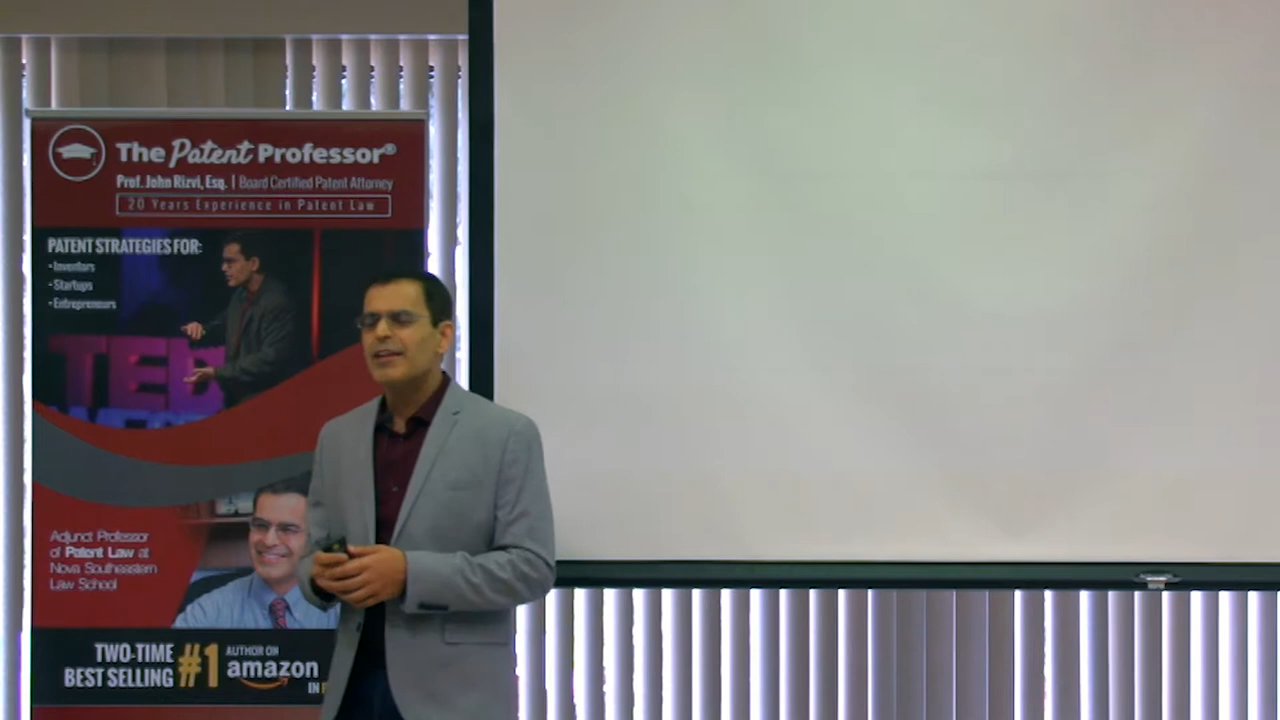 The Patent Professor®
Prof. John Rizvi, Esq. | Board Certified Patent Attorney
20 Years Experience in Patent Law
PATENT STRATEGIES FOR:
• Inventors
• Startups
• Entrepreneurs
TED
Adjunct Professor
of Patent Law at
Nova Southeastern
Law School
TWO-TIME
BEST SELLING
#1
AUTHOR ON
amazon
IN